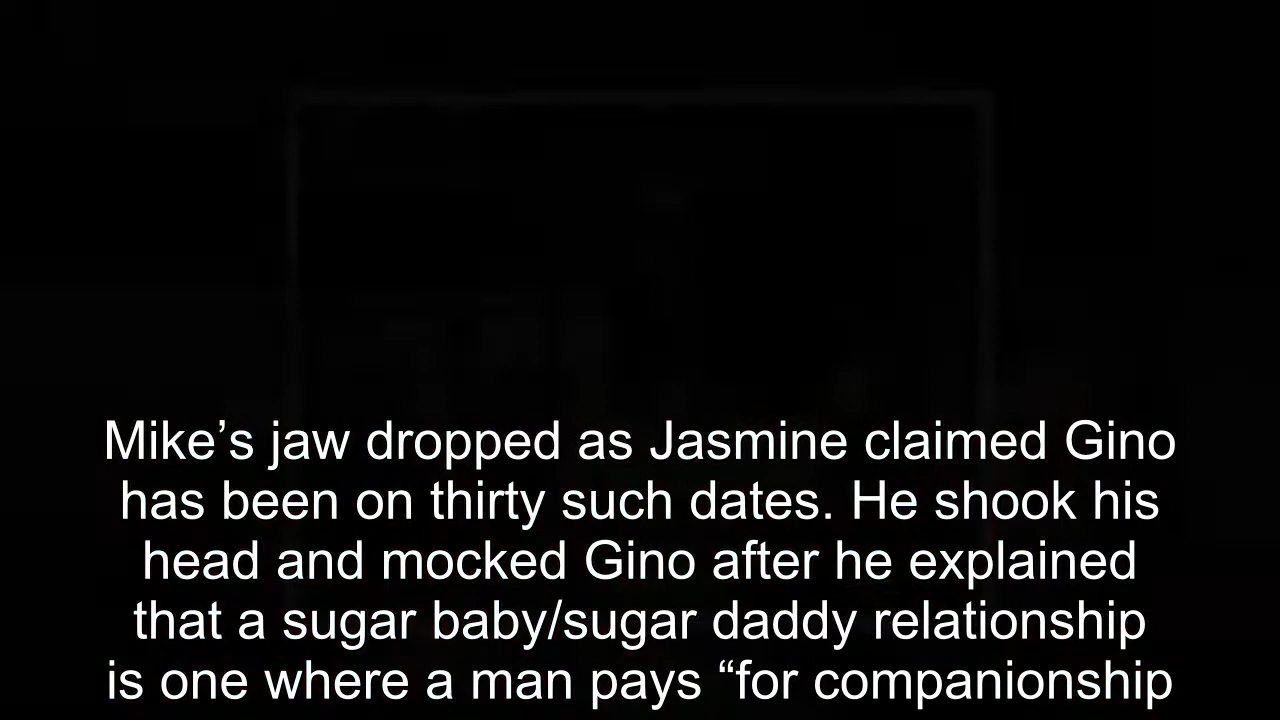 Mike’s jaw dropped as Jasmine claimed Gino
has been on thirty such dates. He shook his
head and mocked Gino after he explained
that a sugar baby/sugar daddy relationship
is one where a man pays “for companionship